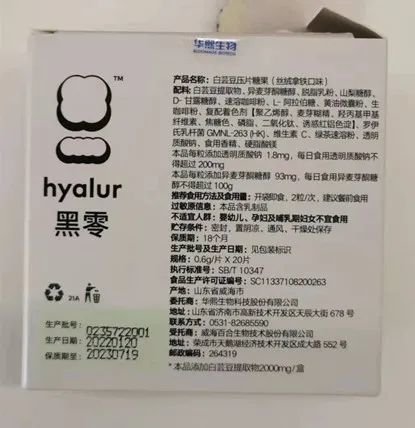 华熙生物
BLOOMAGE BIOTECH
TM
hyalur
黑零
21A
产品名称：白芸豆压片糖果（丝绒拿铁口味）
配料：白芸豆提取物、异麦芽酮糖醇、脱脂乳粉、山梨糖醇、
D-甘露糖醇、速溶咖啡粉、L-阿拉伯糖、黄油微囊粉、生
咖啡粉、复配着色剂【聚乙烯醇、麦芽糊精、羟丙基甲基
纤维素、焦糖色、磷脂、二氧化钛、诱惑红铝色淀】、罗伊
氏乳杆菌 GMNL-263 (HK)、维生素 C、绿茶速溶粉、透明
质酸钠、食用香精、硬脂酸镁
本品每粒添加透明质酸钠 1.8mg，每日食用透明质酸钠不
得超过 200mg
本品每粒添加异麦芽酮糖醇 93mg，每日食用异麦芽酮糖
醇不得超过 100g
推荐食用方法及食用量：开袋即食，2粒/次，建议餐前食用
过敏原信息：本品含乳制品
不适宜人群：婴幼儿、孕妇及哺乳期妇女不宜食用
贮存条件：密封，置阴凉、通风、干燥处保存
保质期：18个月
生产批号及生产日期：见包装标识
规格：0.6g/片 X 20片
执行标准号：SB/T 10347
食品生产许可证编号：SC11337108200263
产地：山东省威海市
委托商：华熙生物科技股份有限公司
地址：山东省济南市高新技术开发区天辰大街 678 号
联系方式：0531-82685590
受托商：威海百合生物技术股份有限公司
地址：荣成市天鹅湖经济技术开发区成大路 552 号
邮政编码：264319
*本品添加白芸豆提取物2000mg/盒
生产批号： 0235722001
生产日期： 20220120
保质期至： 20230719